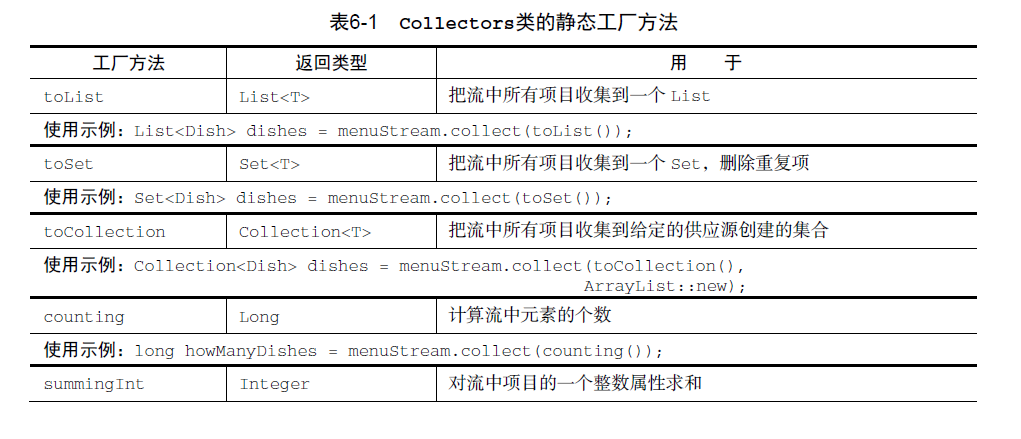 表6-1 Collectors类的静态工厂方法
工厂方法 返回类型 用 于
toList List<T> 把流中所有项目收集到一个 List
使用示例：List<Dish> dishes = menuStream.collect(toList());
toSet Set<T> 把流中所有项目收集到一个 Set，删除重复项
使用示例：Set<Dish> dishes = menuStream.collect(toSet());
toCollection Collection<T> 把流中所有项目收集到给定的供应源创建的集合
使用示例：Collection<Dish> dishes = menuStream.collect(toCollection(),
ArrayList::new);
counting Long 计算流中元素的个数
使用示例：long howManyDishes = menuStream.collect(counting());
summingInt Integer 对流中项目的一个整数属性求和